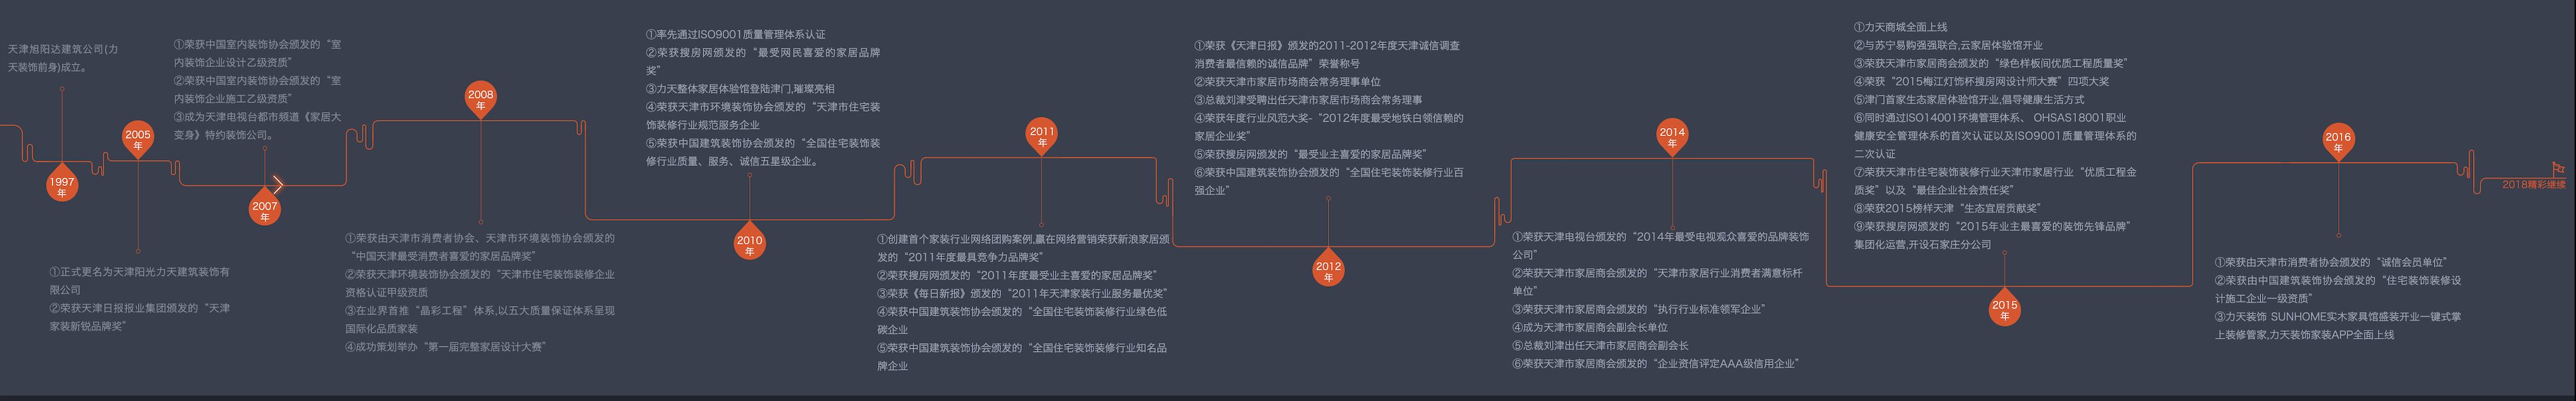 天津旭阳达建筑公司(力
天装饰前身)成立。
1997
年
2005
年
①正式更名为天津阳光力天建筑装饰有
限公司
②荣获天津日报报业集团颁发的“天津
家装新锐品牌奖”
①荣获中国室内装饰协会颁发的“室
内装饰企业设计乙级资质”
②荣获中国室内装饰协会颁发的“室
内装饰企业施工乙级资质”
③成为天津电视台都市频道《家居大
变身》特约装饰公司。
2007
年
2008
年
①荣获由天津市消费者协会、天津市环境装饰协会颁发的
“中国天津最受消费者喜爱的家居品牌奖”
②荣获天津环境装饰协会颁发的“天津市住宅装饰装修企业
资格认证甲级资质
③在业界首推“晶彩工程”体系,以五大质量保证体系呈现
国际化品质家装
④成功策划举办“第一届完整家居设计大赛”
①率先通过ISO9001质量管理体系认证
②荣获搜房网颁发的“最受网民喜爱的家居品牌
奖”
③力天整体家居体验馆登陆津门,璀璨亮相
④荣获天津市环境装饰协会颁发的“天津市住宅装
饰装修行业规范服务企业
⑤荣获中国建筑装饰协会颁发的“全国住宅装饰装
修行业质量、服务、诚信五星级企业。
2010
年
2011
年
①创建首个家装行业网络团购案例,赢在网络营销荣获新浪家居颁
发的“2011年度最具竞争力品牌奖”
②荣获搜房网颁发的“2011年度最受业主喜爱的家居品牌奖”
③荣获《每日新报》颁发的“2011年天津家装行业服务最优奖”
④荣获中国建筑装饰协会颁发的“全国住宅装饰装修行业绿色低
碳企业
⑤荣获中国建筑装饰协会颁发的“全国住宅装饰装修行业知名品
牌企业
①荣获《天津日报》颁发的2011-2012年度天津诚信调查
消费者最信赖的诚信品牌”荣誉称号
②荣获天津市家居市场商会常务理事单位
③总裁刘津受聘出任天津市家居市场商会常务理事
④荣获年度行业风范大奖-“2012年度最受地铁白领信赖的
家居企业奖”
⑤荣获搜房网颁发的“最受业主喜爱的家居品牌奖”
⑥荣获中国建筑装饰协会颁发的“全国住宅装饰装修行业百
强企业”
2012
年
2014
年
①荣获天津电视台颁发的“2014年最受电视观众喜爱的品牌装饰
公司”
②荣获天津市家居商会颁发的“天津市家居行业消费者满意标杆
单位”
③荣获天津市家居商会颁发的“执行行业标准领军企业”
④成为天津市家居商会副会长单位
⑤总裁刘津出任天津市家居商会副会长
⑥荣获天津市家居商会颁发的“企业资信评定AAA级信用企业”
①力天商城全面上线
②与苏宁易购强强联合,云家居体验馆开业
③荣获天津市家居商会颁发的“绿色样板间优质工程质量奖”
④荣获“2015梅江灯饰杯搜房网设计师大赛”四项大奖
⑤津门首家生态家居体验馆开业,倡导健康生活方式
⑥同时通过ISO14001环境管理体系、OHSAS18001职业
健康安全管理体系的首次认证以及ISO9001质量管理体系的
二次认证
⑦荣获天津市住宅装饰装修行业天津市家居行业“优质工程金
质奖”以及“最佳企业社会责任奖”
⑧荣获2015榜样天津“生态宜居贡献奖”
⑨荣获搜房网颁发的“2015年业主最喜爱的装饰先锋品牌”
集团化运营,开设石家庄分公司
2015
年
2016
年
①荣获由天津市消费者协会颁发的“诚信会员单位”
②荣获由中国建筑装饰协会颁发的“住宅装饰装修设
计施工企业一级资质”
③力天装饰 SUNHOME实木家具馆盛装开业一键式掌
上装修管家,力天装饰家装APP全面上线
2018精彩继续